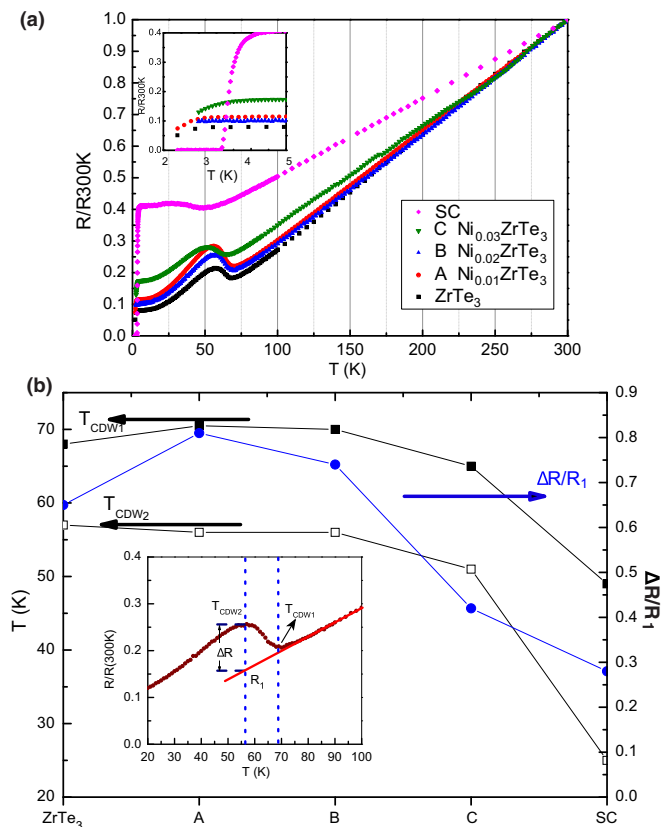 (a)
1.0
0.9
0.8
0.7
0.6
0.5
0.4
0.3
0.2
0.1
0.0
R/R300K
0 50 100 150 200 250 300
T (K)
0.4
0.3
0.2
0.1
0.0
R/R300K
2 3 4 5
T (K)
SC
C Ni0.03ZrTe3
B Ni0.02ZrTe3
A Ni0.01ZrTe3
ZrTe3
(b)
70
65
60
55
50
45
40
35
30
25
20
T (K)
TCDW1
TCDW2
ΔR/R1
0.9
0.8
0.7
0.6
0.5
0.4
0.3
0.2
0.1
0.0
ΔR/R1
0.4
0.3
0.2
0.1
0.0
R/R(300K)
TCDW2
TCDW1
ΔR
R1
20 30 40 50 60 70 80 90 100
T (K)
ZrTe3 A B C SC